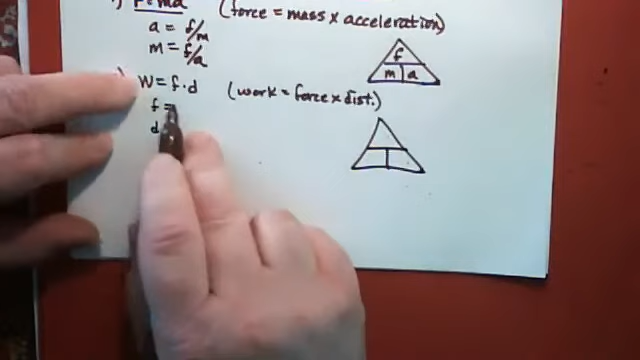 F=ma (force = mass x acceleration)
a = f/m
m = f/a
f
m a
W = f · d (work = force x dist.)
f =
d